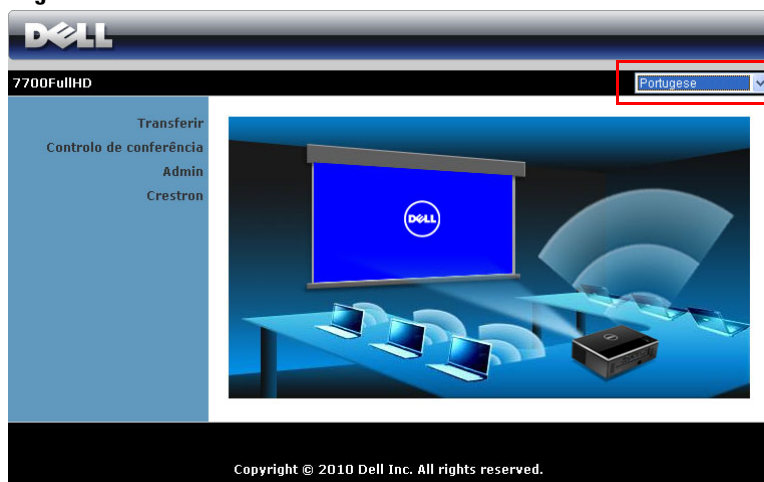 DELL
7700FullHD
Portugese
Transferir
Controlo de conferência
Admin
Crestron
DELL
Copyright © 2010 Dell Inc. All rights reserved.